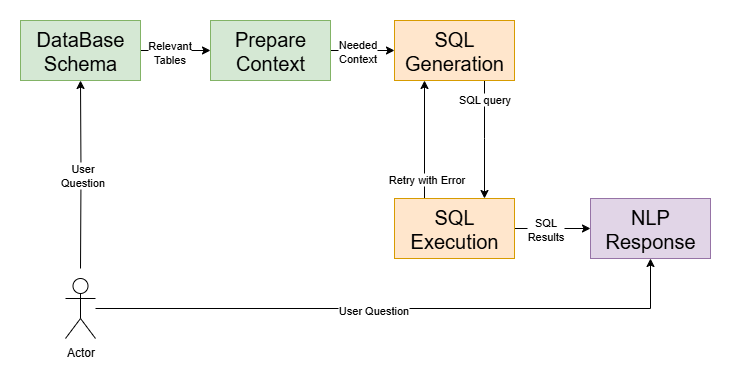 DataBase
Schema
Relevant
Tables
Prepare
Context
Needed
Context
SQL
Generation
SQL query
User
Question
Retry with Error
SQL
Execution
SQL
Results
NLP
Response
User Question
Actor